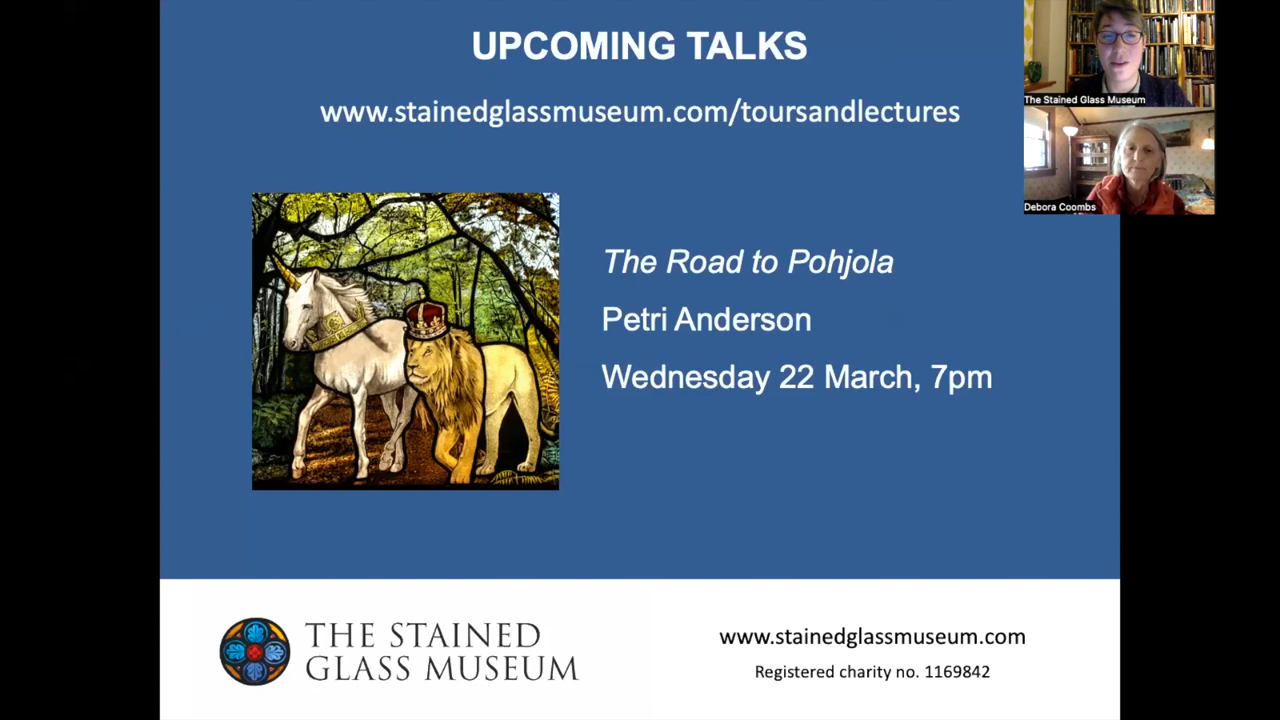 UPCOMING TALKS
www.stainedglassmuseum.com/toursandlectures
The Stained Glass Museum
Debora Coombs
The Road to Pohjola
Petri Anderson
Wednesday 22 March, 7pm
THE STAINED
GLASS MUSEUM
www.stainedglassmuseum.com
Registered charity no. 1169842